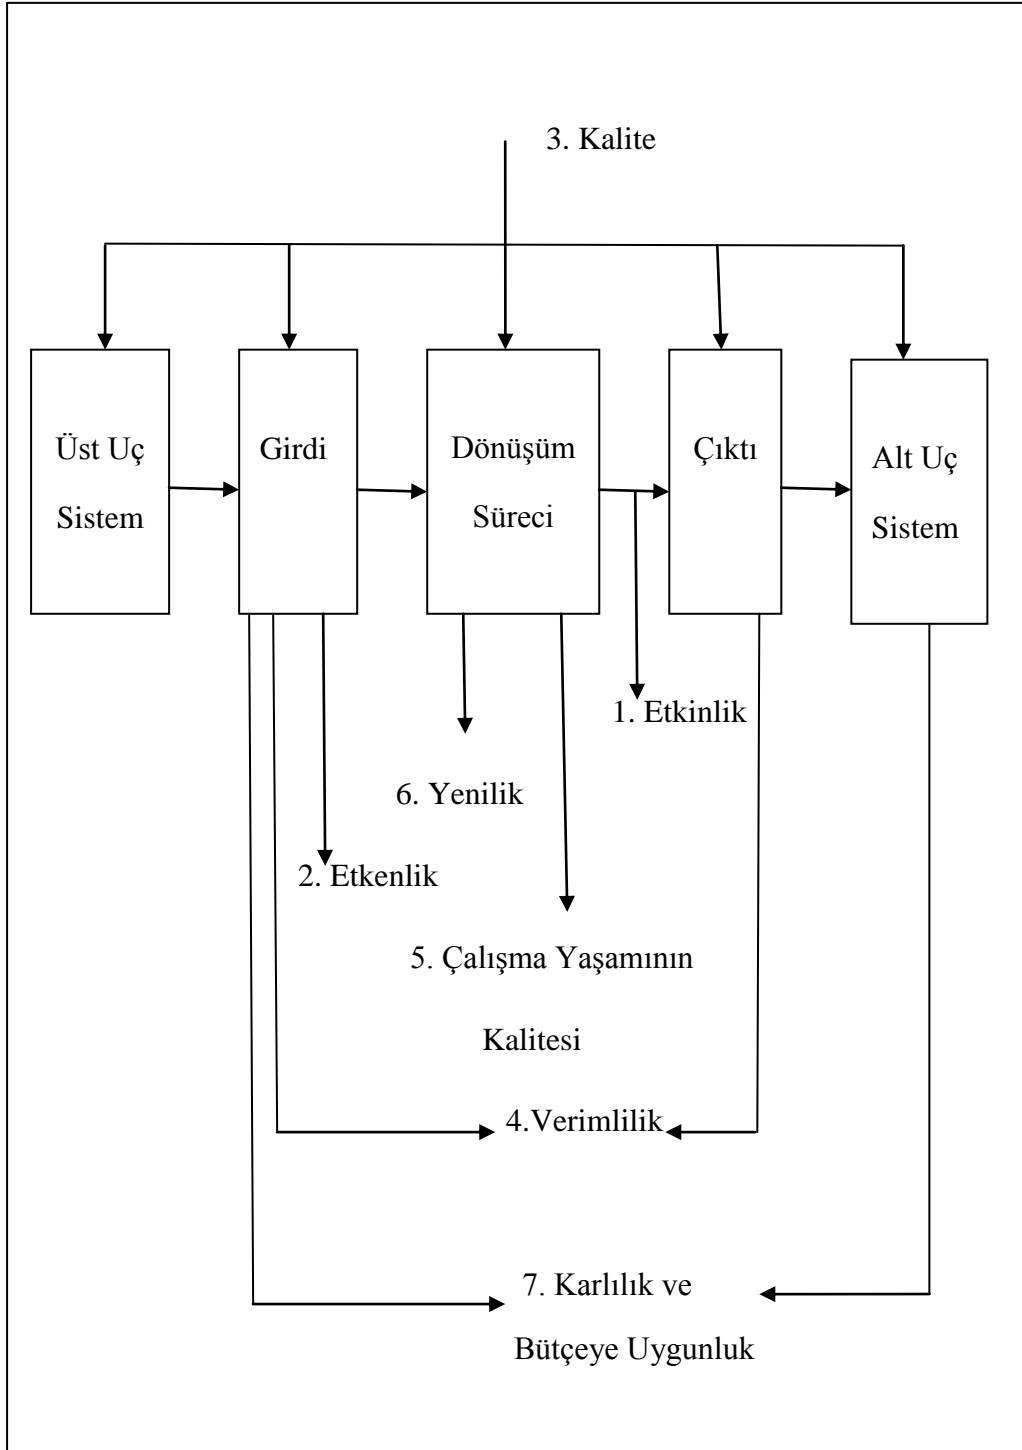 3. Kalite
Üst Uç
Sistem
Girdi
Dönüşüm
Süreci
Çıktı
Alt Uç
Sistem
1. Etkinlik
6. Yenilik
2. Etkenlik
5. Çalışma Yaşamının
Kalitesi
4.Verimlilik
7. Karlılık ve
Bütçeye Uygunluk